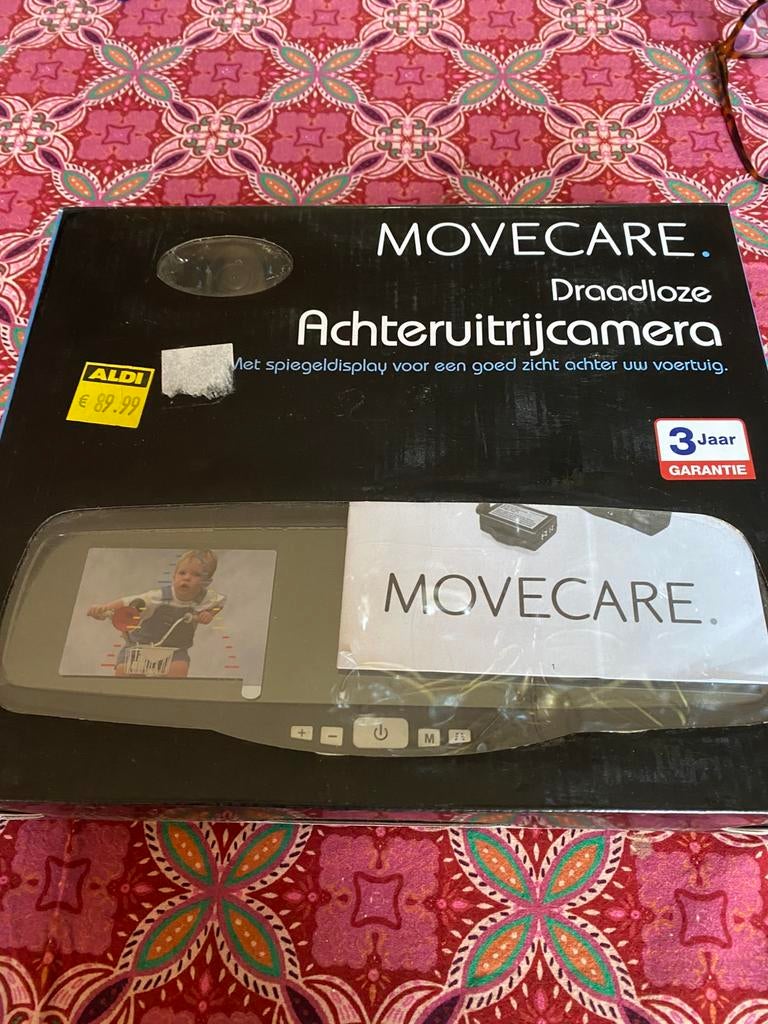 MOVECARE.
Draadloze
Achteruitrijcamera
Met spiegeldisplay voor een goed zicht achter uw voertuig.
ALDI
€ 89.99
3 Jaar
GARANTIE
MOVECARE.
1
+ - M